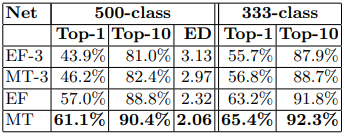 Net 500-class 333-class
Top-1 Top-10 ED Top-1 Top-10
EF-3 43.9% 81.0% 3.13 55.7% 87.9%
MT-3 46.2% 82.4% 2.97 56.8% 88.7%
EF 57.0% 88.8% 2.32 63.2% 91.8%
MT 61.1% 90.4% 2.06 65.4% 92.3%